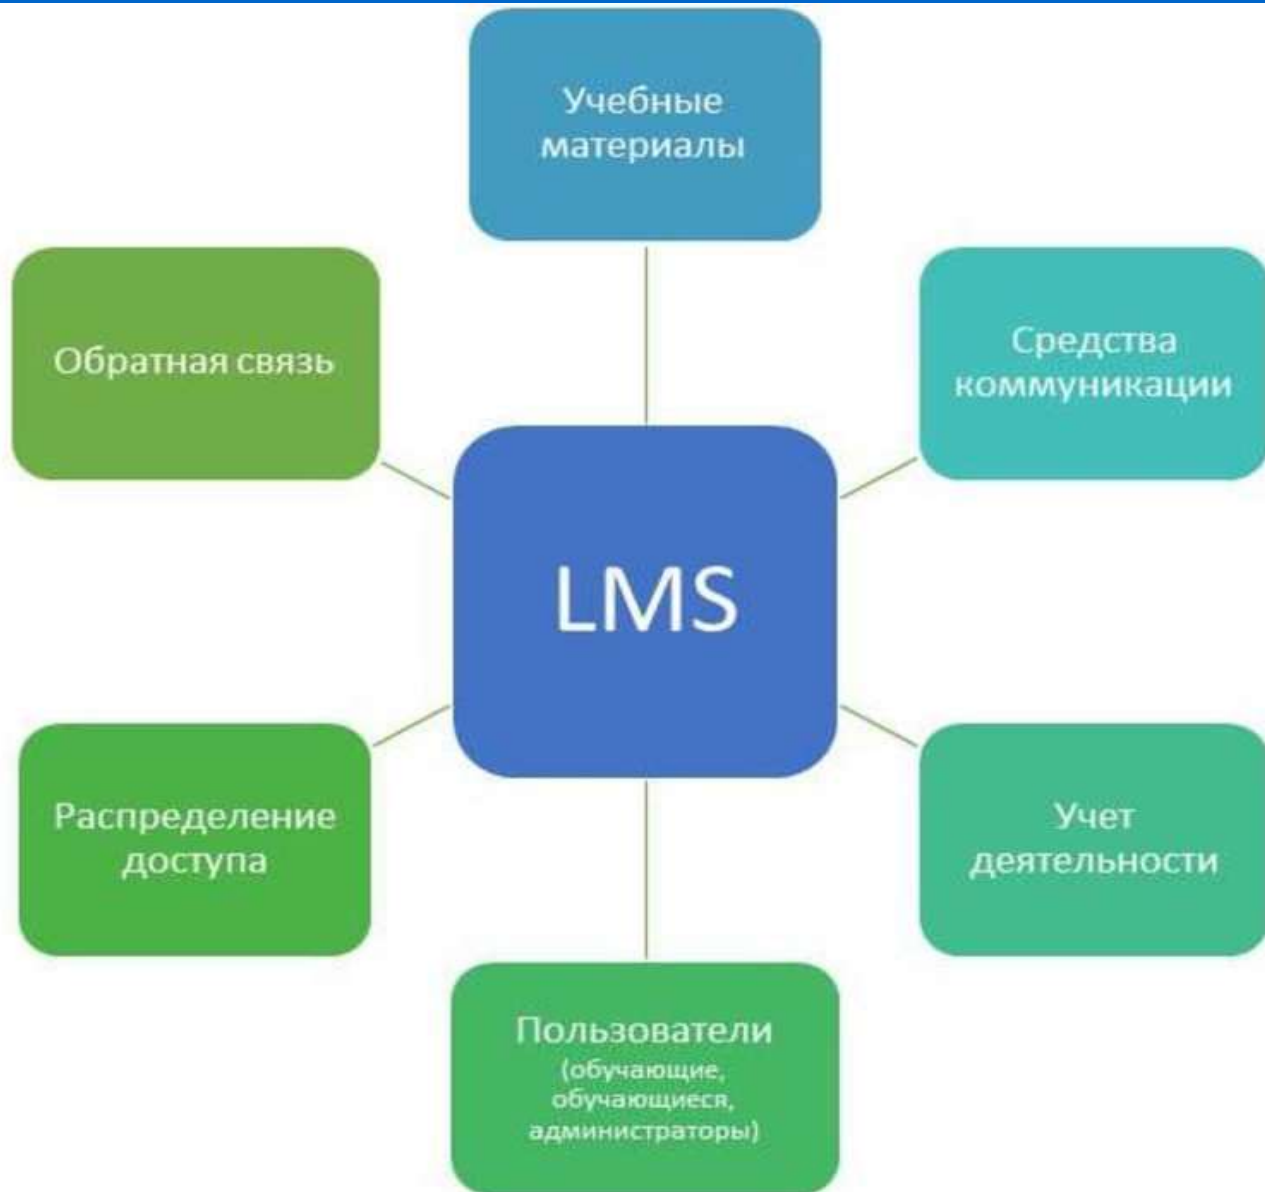 Учебные
материалы
Обратная связь
Средства
коммуникации
LMS
Распределение
доступа
Учет
деятельности
Пользователи
(обучающие,
обучающиеся,
администраторы)